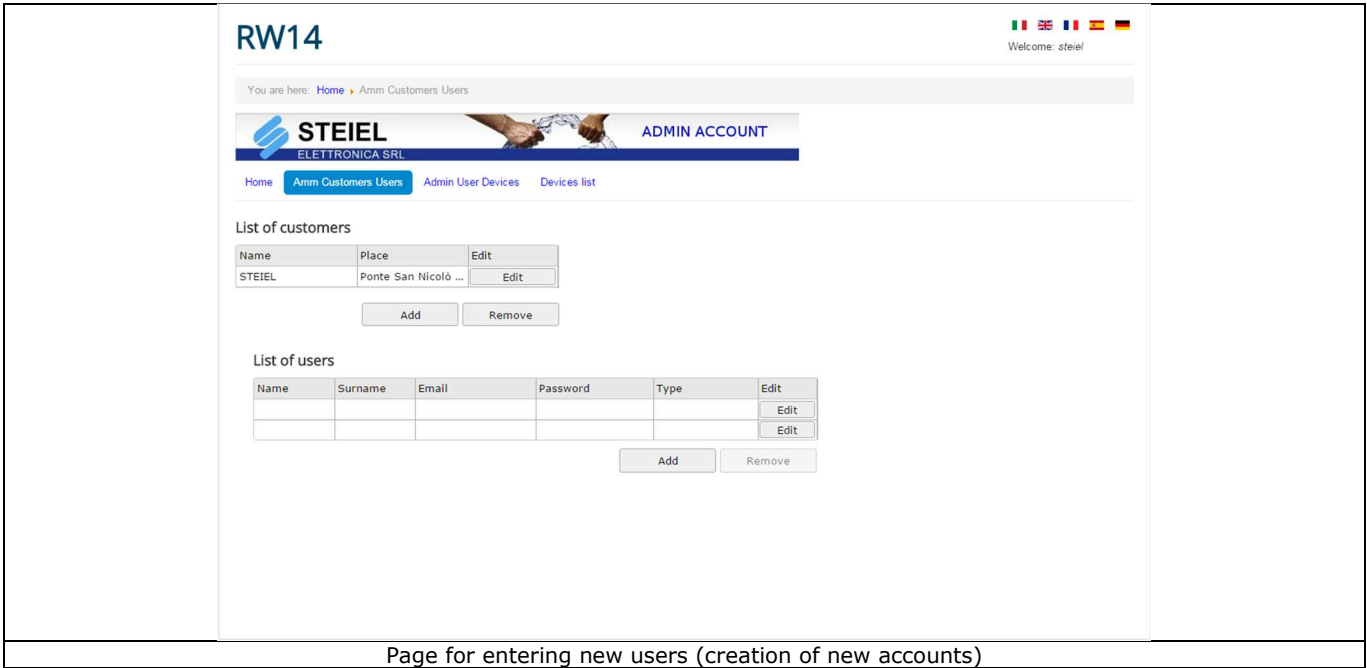 RW14
Welcome: steiel
You are here: Home Amm Customers Users
STEIEL
ELETTRONICA SRL
ADMIN ACCOUNT
Home Amm Customers Users Admin User Devices Devices list
List of customers
Name Place Edit
STEIEL Ponte San Nicolò ... Edit
Add Remove
List of users
Name Surname Email Password Type Edit
Edit
Edit
Add Remove
Page for entering new users (creation of new accounts)